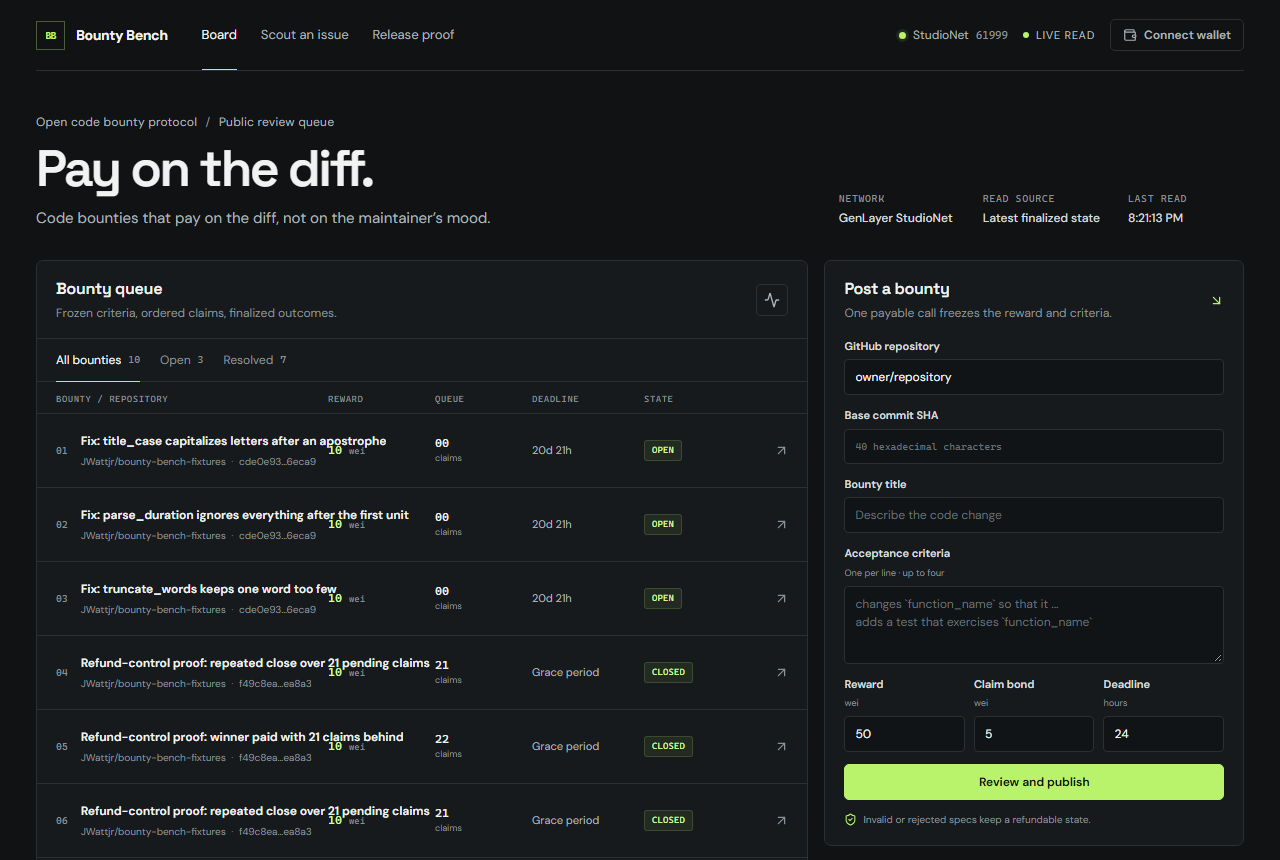 BB Bounty Bench Board Scout an issue Release proof StudioNet 61999 LIVE READ Connect wallet
Open code bounty protocol / Public review queue
Pay on the diff.
Code bounties that pay on the diff, not on the maintainer’s mood.
NETWORK READ SOURCE LAST READ
GenLayer StudioNet Latest finalized state 8:21:13 PM
Bounty queue
Frozen criteria, ordered claims, finalized outcomes.
All bounties 10 Open 3 Resolved 7
BOUNTY / REPOSITORY REWARD QUEUE DEADLINE STATE
01 Fix: title_case capitalizes letters after an apostrophe 10 wei 00 claims 20d 21h OPEN
JWattjr/bounty-bench-fixtures · cde0e93…6eca9
02 Fix: parse_duration ignores everything after the first unit 10 wei 00 claims 20d 21h OPEN
JWattjr/bounty-bench-fixtures · cde0e93…6eca9
03 Fix: truncate_words keeps one word too few 10 wei 00 claims 20d 21h OPEN
JWattjr/bounty-bench-fixtures · cde0e93…6eca9
04 Refund-control proof: repeated close over 21 pending claims 10 wei 21 claims Grace period CLOSED
JWattjr/bounty-bench-fixtures · f49c8ea…ea8a3
05 Refund-control proof: winner paid with 21 claims behind 10 wei 22 claims Grace period CLOSED
JWattjr/bounty-bench-fixtures · f49c8ea…ea8a3
06 Refund-control proof: repeated close over 21 pending claims 10 wei 21 claims Grace period CLOSED
JWattjr/bounty-bench-fixtures · f49c8ea…ea8a3
Post a bounty
One payable call freezes the reward and criteria.
GitHub repository
owner/repository
Base commit SHA
40 hexadecimal characters
Bounty title
Describe the code change
Acceptance criteria
One per line · up to four
changes `function_name` so that it …
adds a test that exercises `function_name`
Reward Claim bond Deadline
wei wei hours
50 5 24
Review and publish
Invalid or rejected specs keep a refundable state.